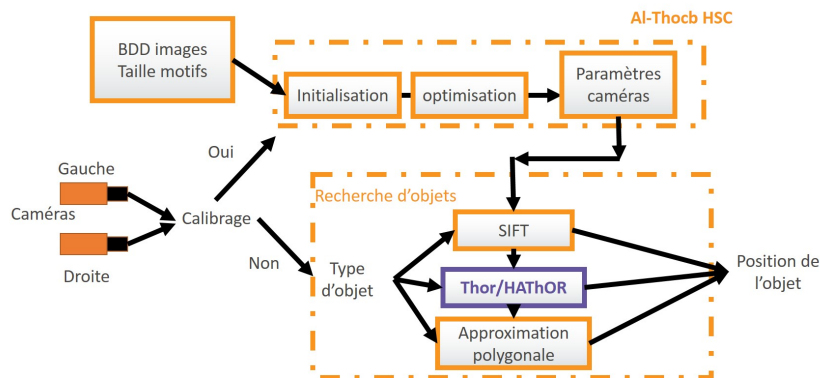 Al-Thocb HSC
BDD images
Taille motifs
Initialisation
optimisation
Paramètres
caméras
Oui
Gauche
Caméras
Droite
Calibrage
Non
Recherche d'objets
SIFT
Type
d'objet
Thor/HAThOR
Approximation
polygonale
Position de
l'objet